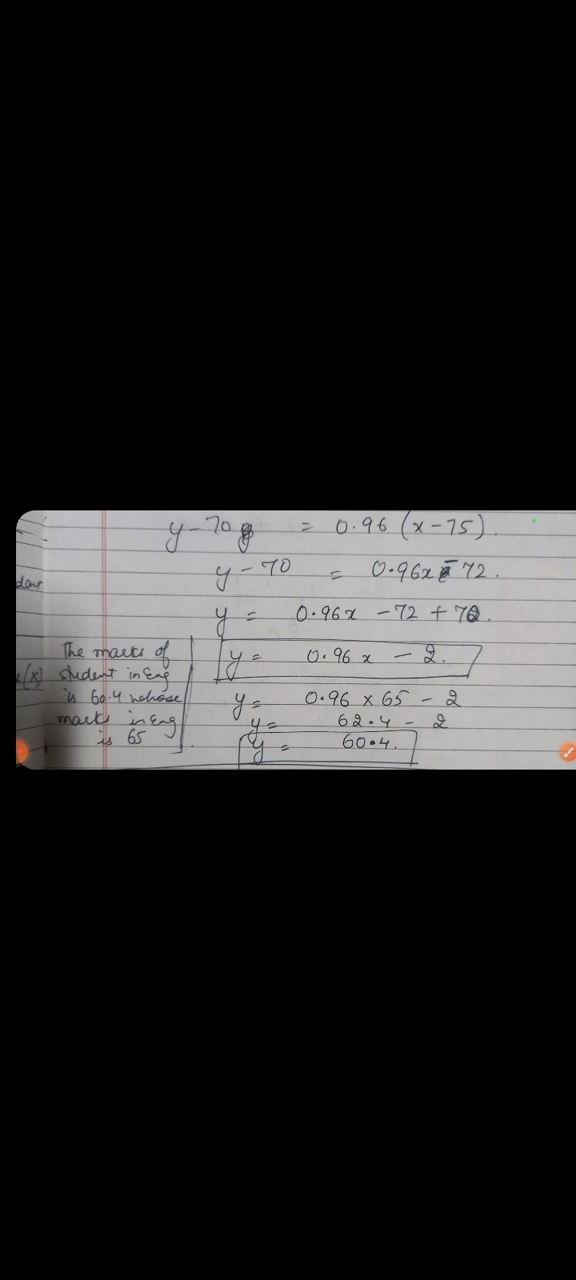 y - 70 = 0.96 (x - 75).
y - 70 = 0.96x - 72.
y = 0.96x - 72 + 70.
y = 0.96 x - 2.
y = 0.96 x 65 - 2
y = 62.4 - 2
y = 60.4.
The marks of
student in Eng
is 60.4 whose
marks in Eng
is 65